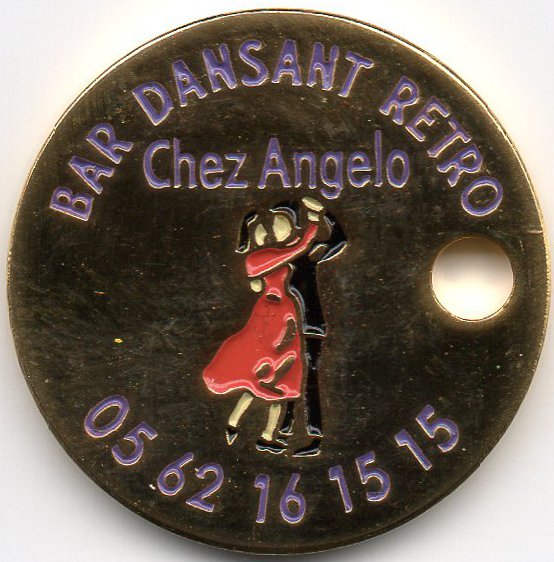 BAR DANSANT RETRO
Chez Angelo
05 62 16 15 15